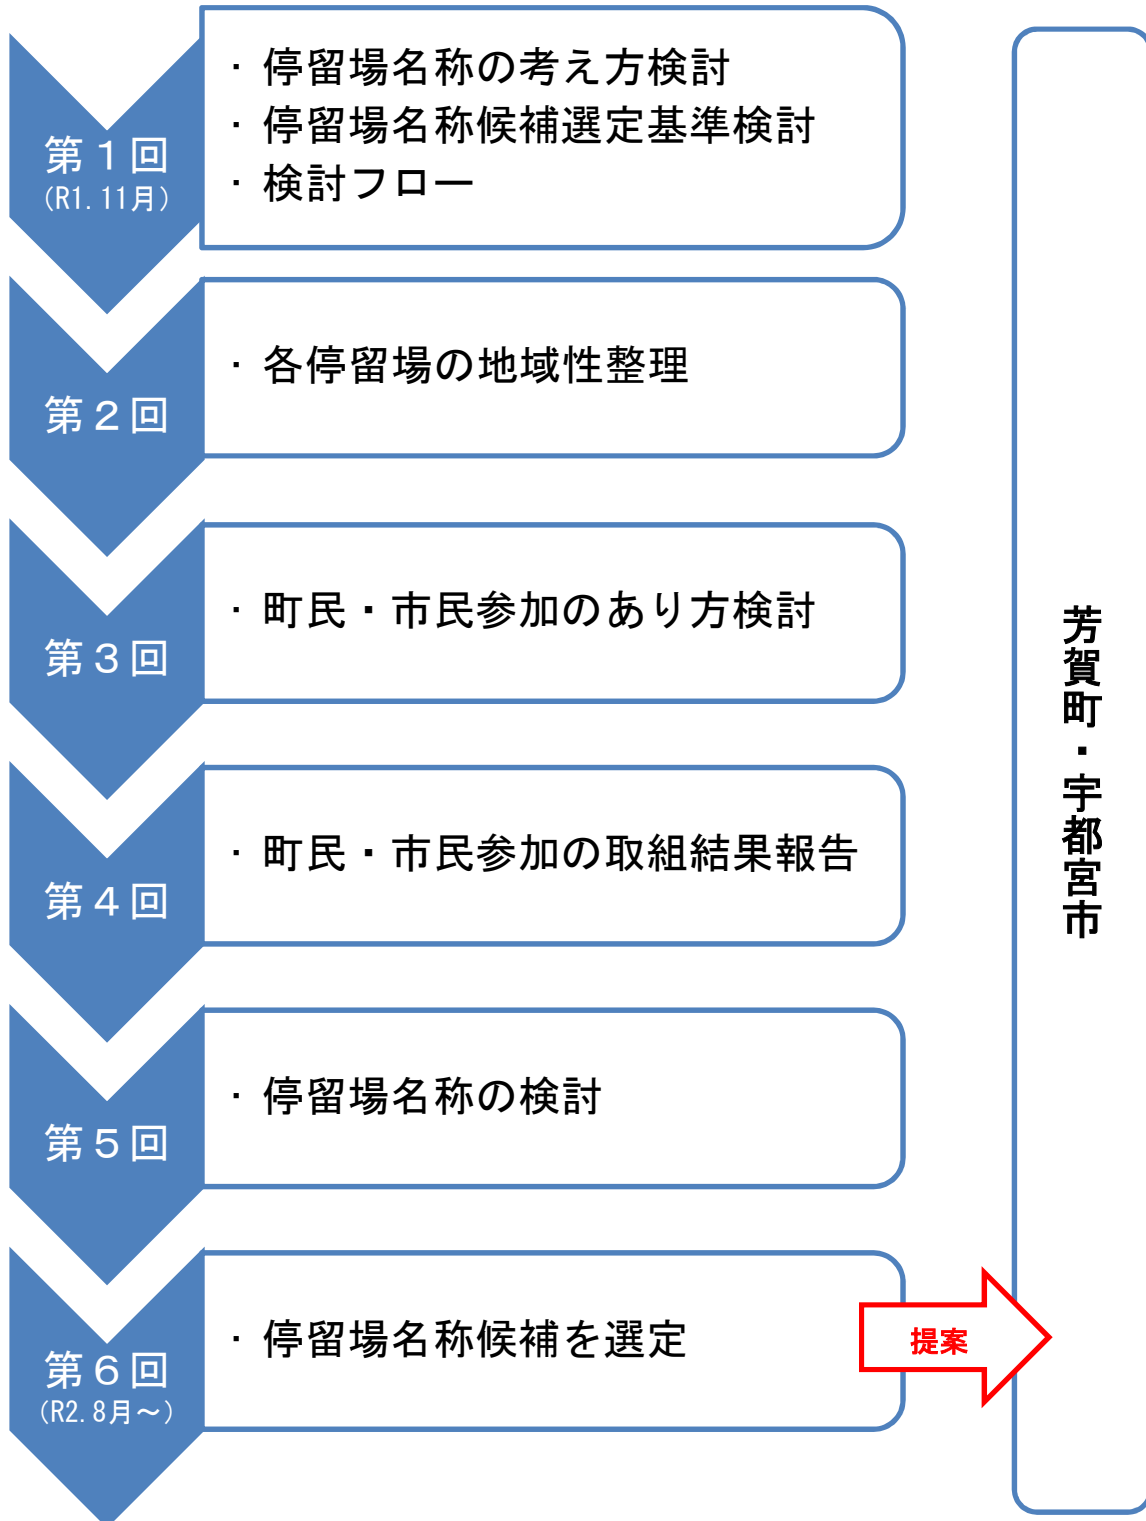 第１回
(R1.11月)
・停留場名称の考え方検討
・停留場名称候補選定基準検討
・検討フロー
第２回
・各停留場の地域性整理
第３回
・町民・市民参加のあり方検討
第４回
・町民・市民参加の取組結果報告
第５回
・停留場名称の検討
第６回
(R2.8月～)
・停留場名称候補を選定
提案
芳賀町・宇都宮市